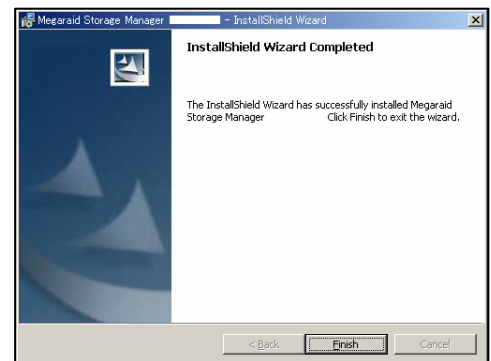 Megaraid Storage Manager - InstallShield Wizard
InstallShield Wizard Completed
The InstallShield Wizard has successfully installed Megaraid
Storage Manager Click Finish to exit the wizard.
< Back Finish Cancel